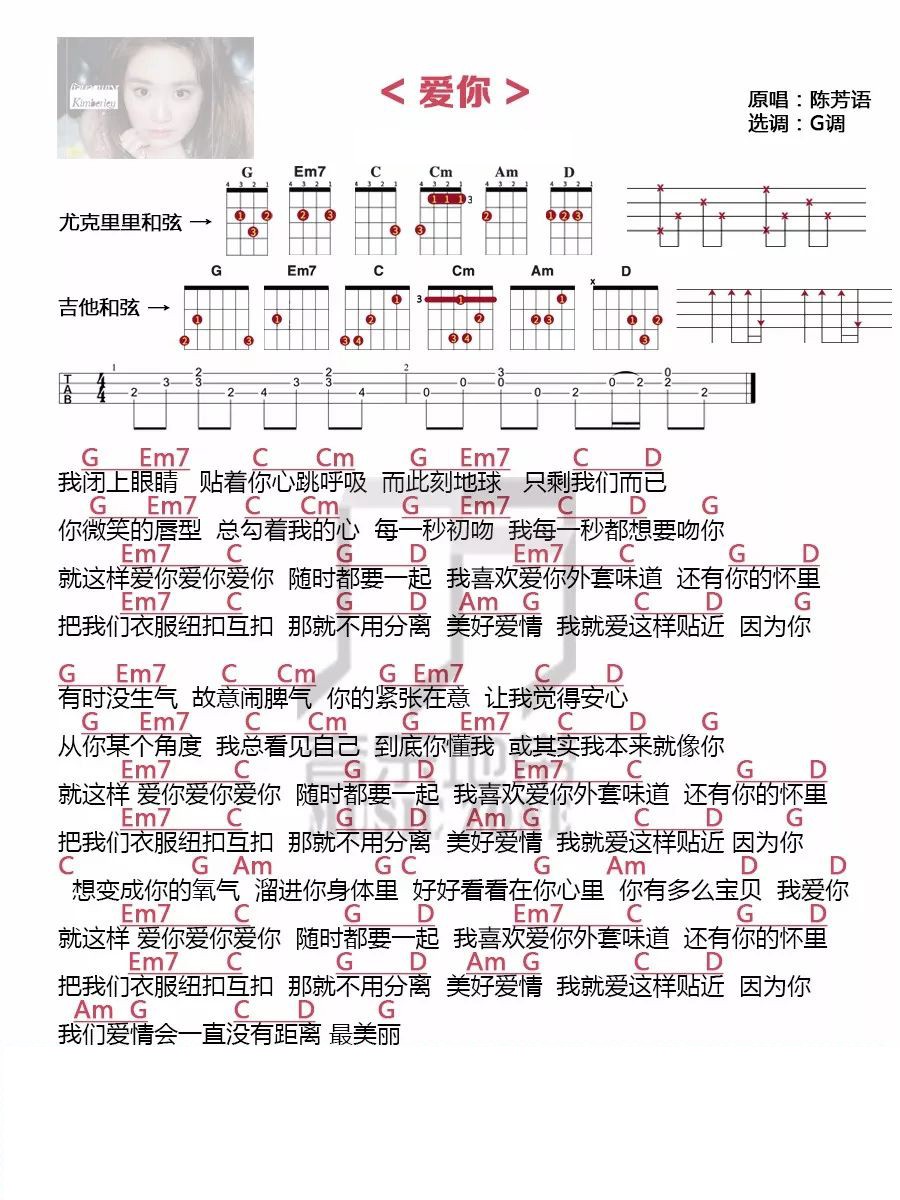 Kimberley
< 爱你 >
原唱：陈芳语
选调：G调
G Em7 C Cm Am D
尤克里里和弦 →
G Em7 C Cm Am D
吉他和弦 →
G Em7 C Cm G Em7 C D
我闭上眼睛 贴着你心跳呼吸 而此刻地球 只剩我们而已
G Em7 C Cm G Em7 C D G
你微笑的唇型 总勾着我的心 每一秒初吻 我每一秒都想要吻你
Em7 C G D Em7 C G D
就这样爱你爱你爱你 随时都要一起 我喜欢爱你外套味道 还有你的怀里
Em7 C G D Am G C D G
把我们衣服纽扣互扣 那就不用分离 美好爱情 我就爱这样贴近 因为你
G Em7 C Cm G Em7 C D
有时没生气 故意闹脾气 你的紧张在意 让我觉得安心
G Em7 C Cm G Em7 C D G
从你某个角度 我总看见自己 到底你懂我 或其实我本来就像你
Em7 C G D Em7 C G D
就这样 爱你爱你爱你 随时都要一起 我喜欢爱你外套味道 还有你的怀里
Em7 C G D Am G C D G
把我们衣服纽扣互扣 那就不用分离 美好爱情 我就爱这样贴近 因为你
C G Am G C G Am D D
想变成你的氧气 溜进你身体里 好好看看在你心里 你有多么宝贝 我爱你
Em7 C G D Em7 C G D
就这样 爱你爱你爱你 随时都要一起 我喜欢爱你外套味道 还有你的怀里
Em7 C G D Am G C D G
把我们衣服纽扣互扣 那就不用分离 美好爱情 我就爱这样贴近 因为你
Am G C D G
我们爱情会一直没有距离 最美丽